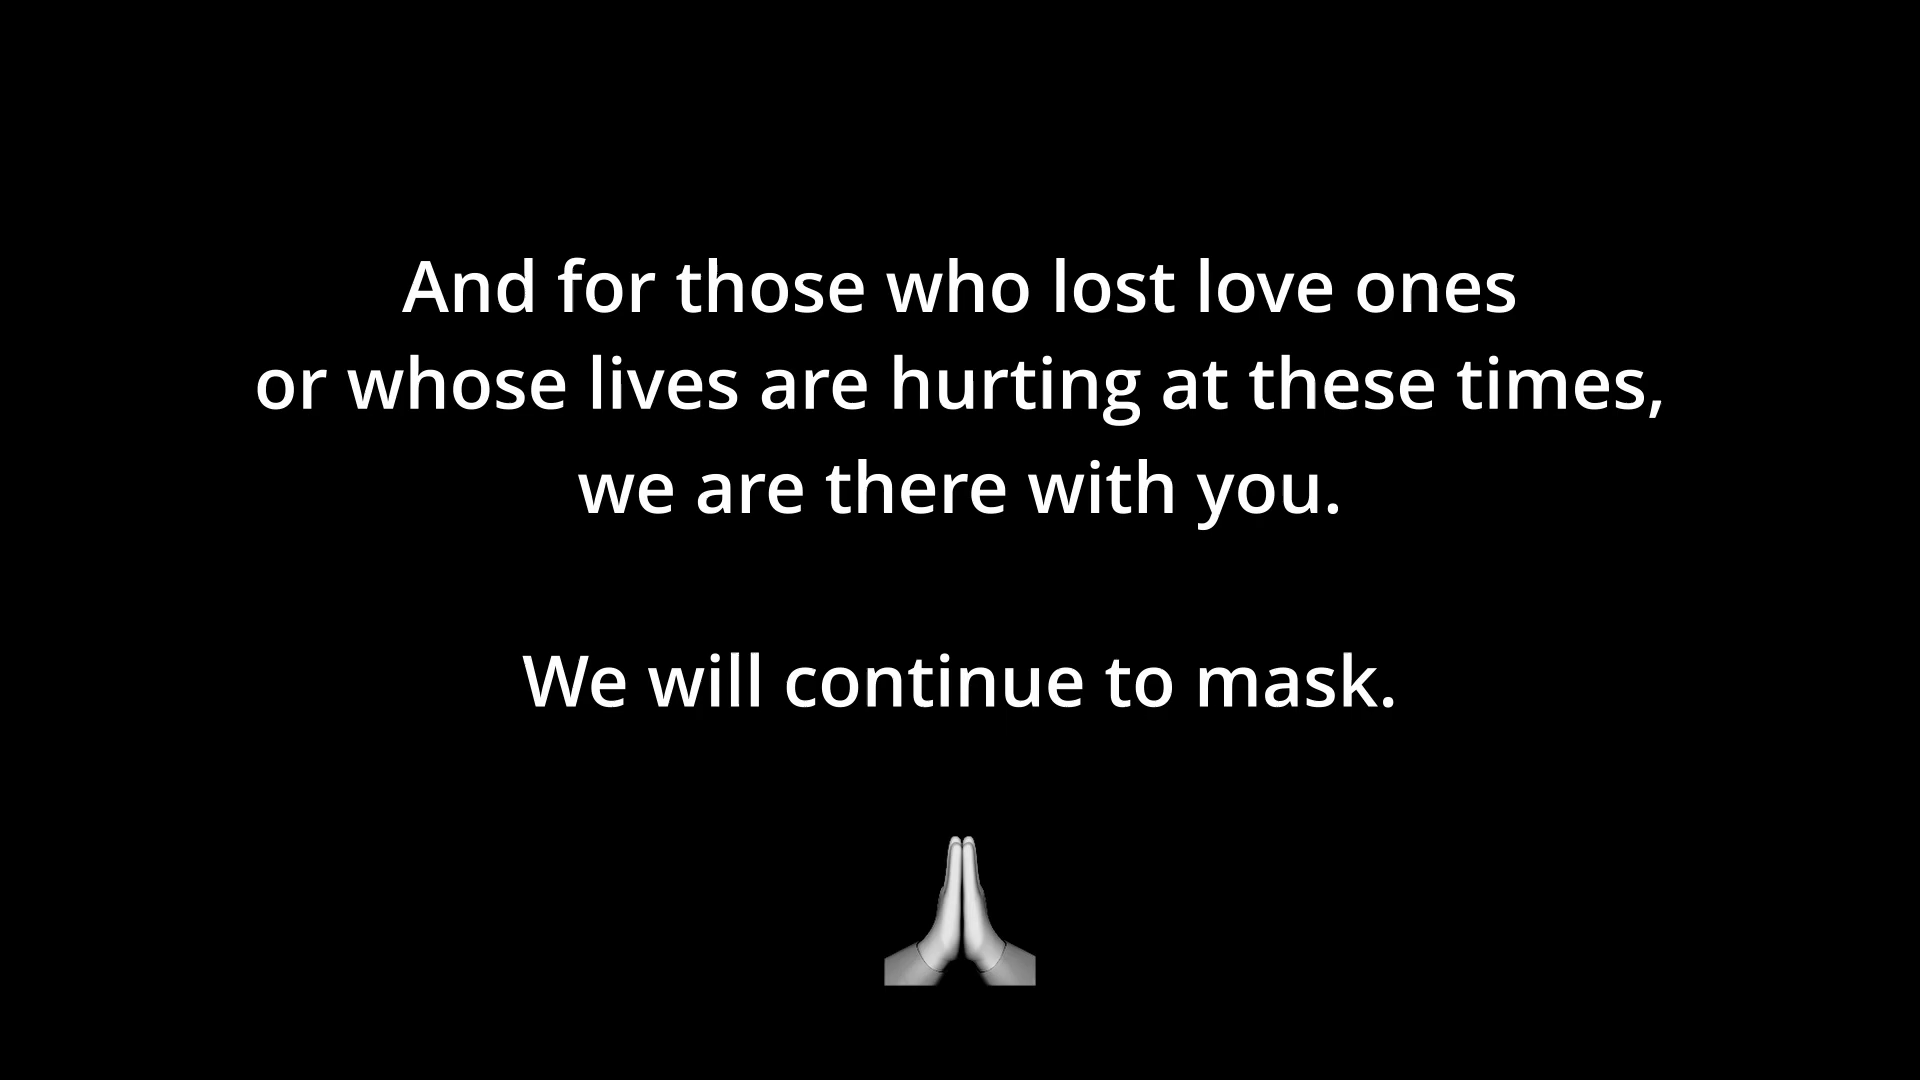 And for those who lost love ones
or whose lives are hurting at these times,
we are there with you.
We will continue to mask.